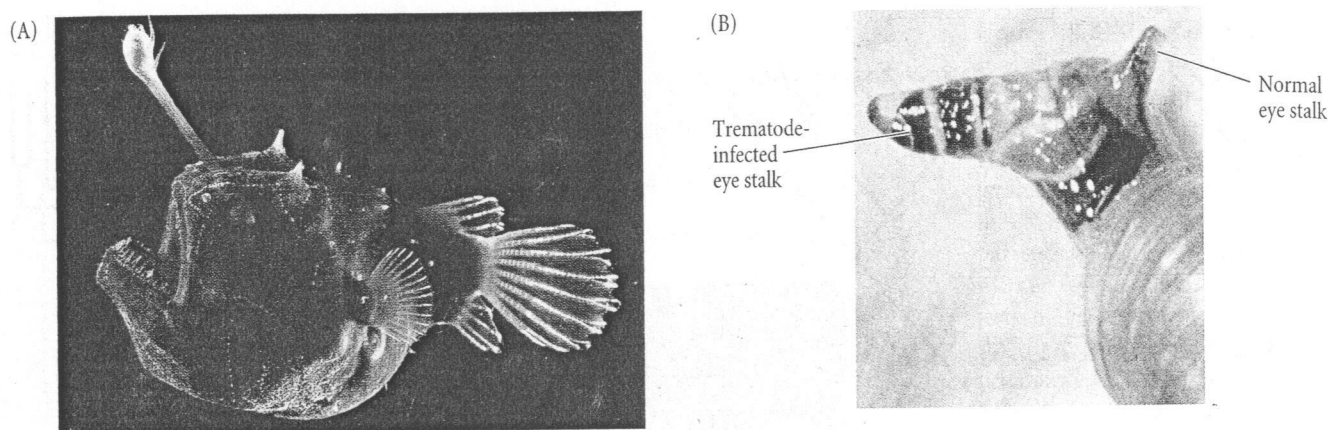 (A)
(B)
Trematode-
infected
eye stalk
Normal
eye stalk